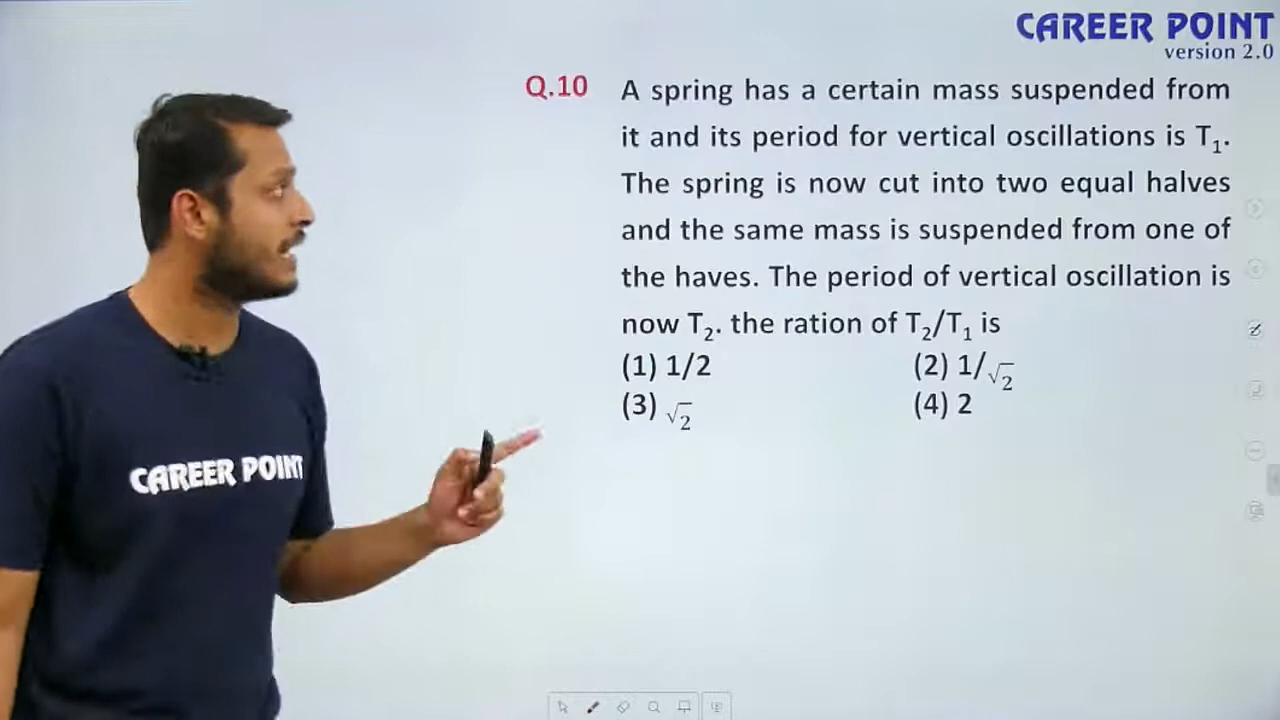 CAREER POINT
version 2.0
Q.10 A spring has a certain mass suspended from
it and its period for vertical oscillations is T₁.
The spring is now cut into two equal halves
and the same mass is suspended from one of
the haves. The period of vertical oscillation is
now T₂. the ration of T₂/T₁ is
(1) 1/2 (2) 1/√2
(3) √2 (4) 2
CAREER POINT